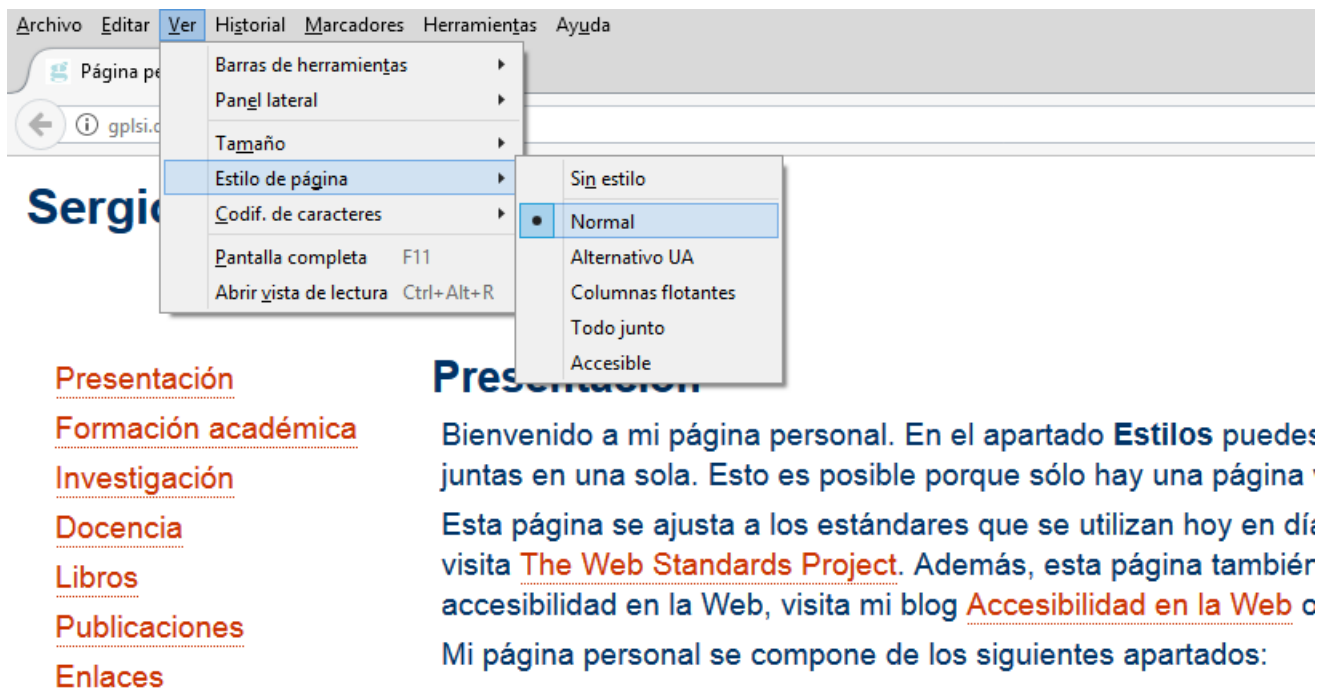 Archivo Editar Ver Historial Marcadores Herramientas Ayuda
Página pe
gplsi.d
Barras de herramientas
Panel lateral
Tamaño
Estilo de página
Codif. de caracteres
Pantalla completa F11
Abrir vista de lectura Ctrl+Alt+R
Sin estilo
Normal
Alternativo UA
Columnas flotantes
Todo junto
Accesible
Sergio
Presentación
Formación académica
Investigación
Docencia
Libros
Publicaciones
Enlaces
Presentación
Bienvenido a mi página personal. En el apartado Estilos puedes
juntas en una sola. Esto es posible porque sólo hay una página
Esta página se ajusta a los estándares que se utilizan hoy en día
visita The Web Standards Project. Además, esta página también
accesibilidad en la Web, visita mi blog Accesibilidad en la Web o
Mi página personal se compone de los siguientes apartados: